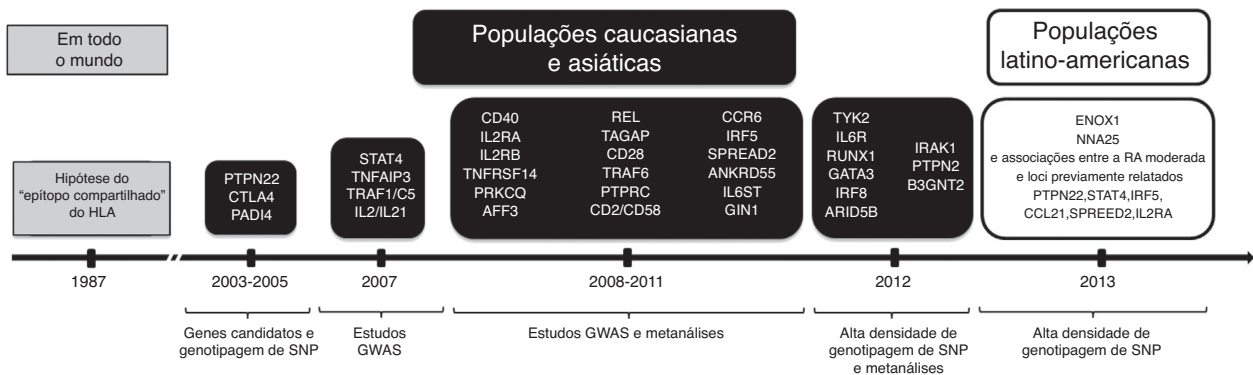 Em todo
o mundo
Populações caucasianas
e asiáticas
Populações
latino-americanas
Hipótese do
“epítopo compartilhado”
do HLA
PTPN22
CTLA4
PADI4
STAT4
TNFAIP3
TRAF1/C5
IL2/IL21
CD40
IL2RA
IL2RB
TNFRSF14
PRKCQ
AFF3
REL
TAGAP
CD28
TRAF6
PTPRC
CD2/CD58
CCR6
IRF5
SPREAD2
ANKRD55
IL6ST
GIN1
TYK2
IL6R
RUNX1
GATA3
IRF8
ARID5B
IRAK1
PTPN2
B3GNT2
ENOX1
NNA25
e associações entre a RA moderada
e loci previamente relatados
PTPN22,STAT4,IRF5,
CCL21,SPREED2,IL2RA
1987
2003-2005
2007
2008-2011
2012
2013
Genes candidatos e
genotipagem de SNP
Estudos
GWAS
Estudos GWAS e metanálises
Alta densidade de
genotipagem de SNP
e metanálises
Alta densidade de
genotipagem de SNP